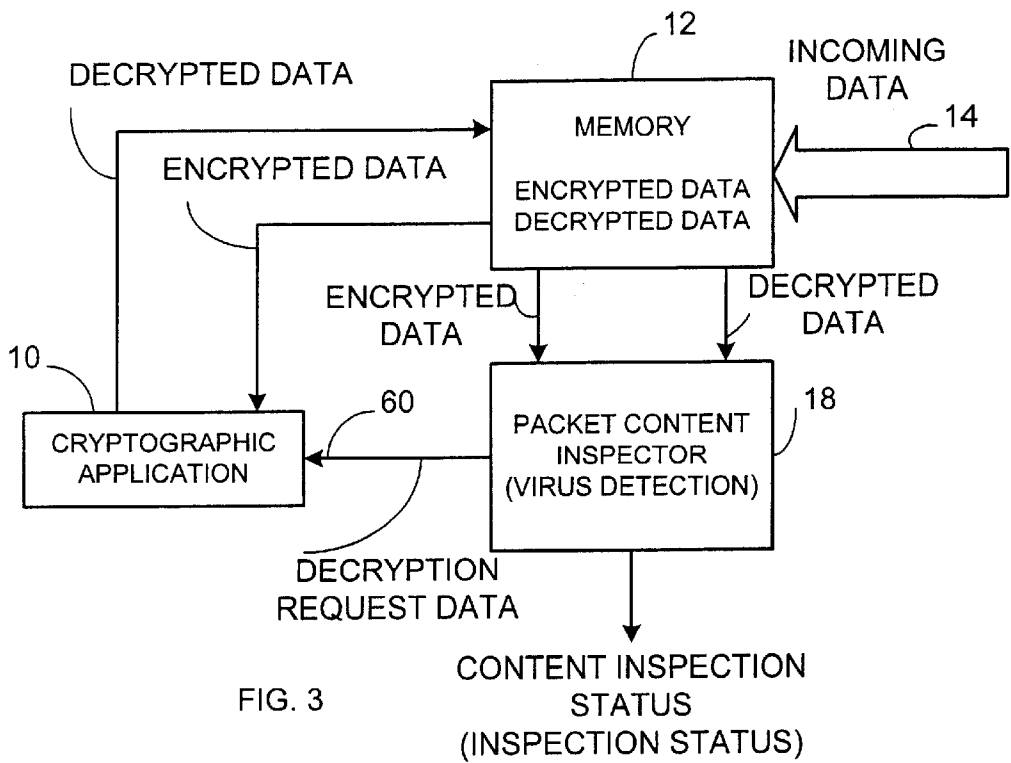 12
INCOMING
DATA
14
DECRYPTED DATA
MEMORY
ENCRYPTED DATA
ENCRYPTED DATA
DECRYPTED DATA
ENCRYPTED
DATA
DECRYPTED
DATA
10
CRYPTOGRAPHIC
APPLICATION
60
PACKET CONTENT
INSPECTOR
(VIRUS DETECTION)
18
DECRYPTION
REQUEST DATA
CONTENT INSPECTION
STATUS
(INSPECTION STATUS)
FIG. 3